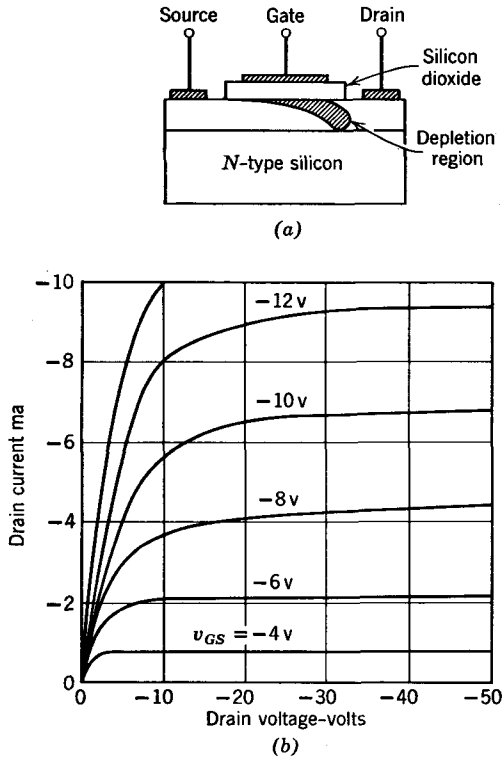 Source Gate Drain
Silicon
dioxide
Depletion
region
N-type silicon
(a)
−10
−12 v
−8
−10 v
−6
−8 v
−4
−6 v
−2
vGS = −4 v
0
0 −10 −20 −30 −40 −50
Drain current ma
Drain voltage–volts
(b)